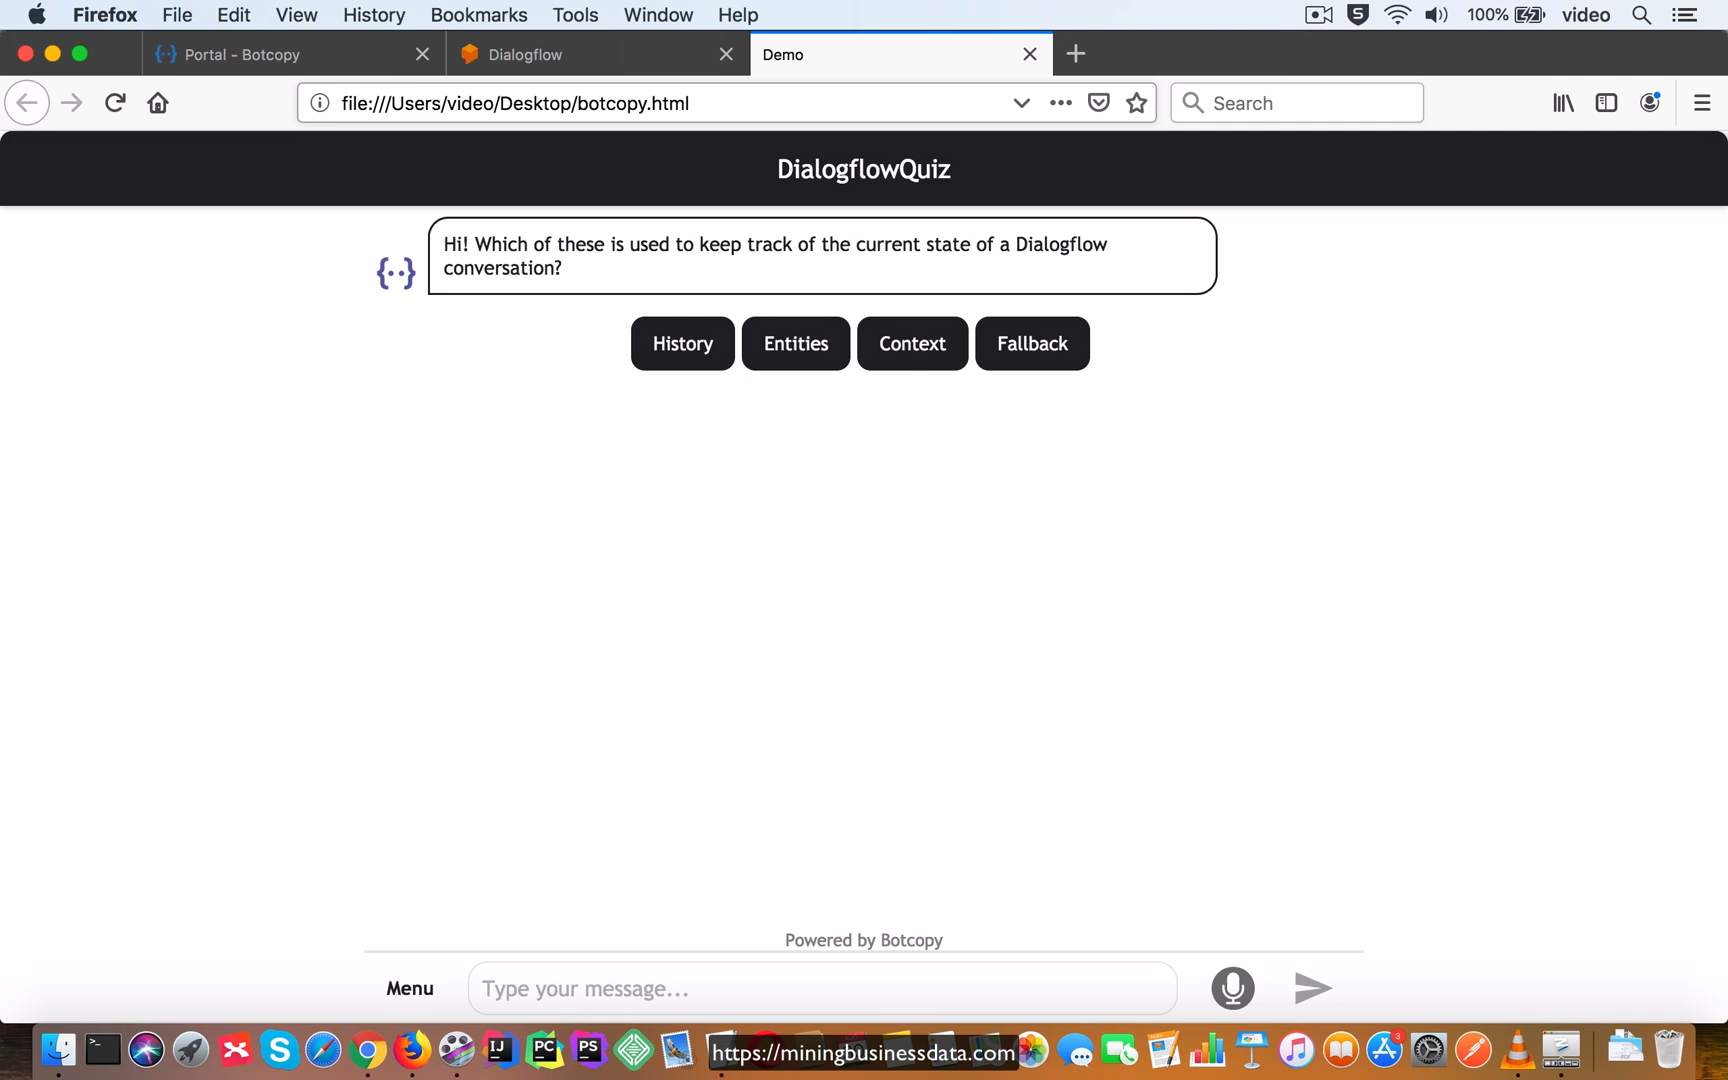 Firefox File Edit View History Bookmarks Tools Window Help 100% video
Portal - Botcopy Dialogflow Demo
file:///Users/video/Desktop/botcopy.html Search
DialogflowQuiz
Hi! Which of these is used to keep track of the current state of a Dialogflow
conversation?
{··}
History Entities Context Fallback
Powered by Botcopy
Menu Type your message...
https://miningbusinessdata.com